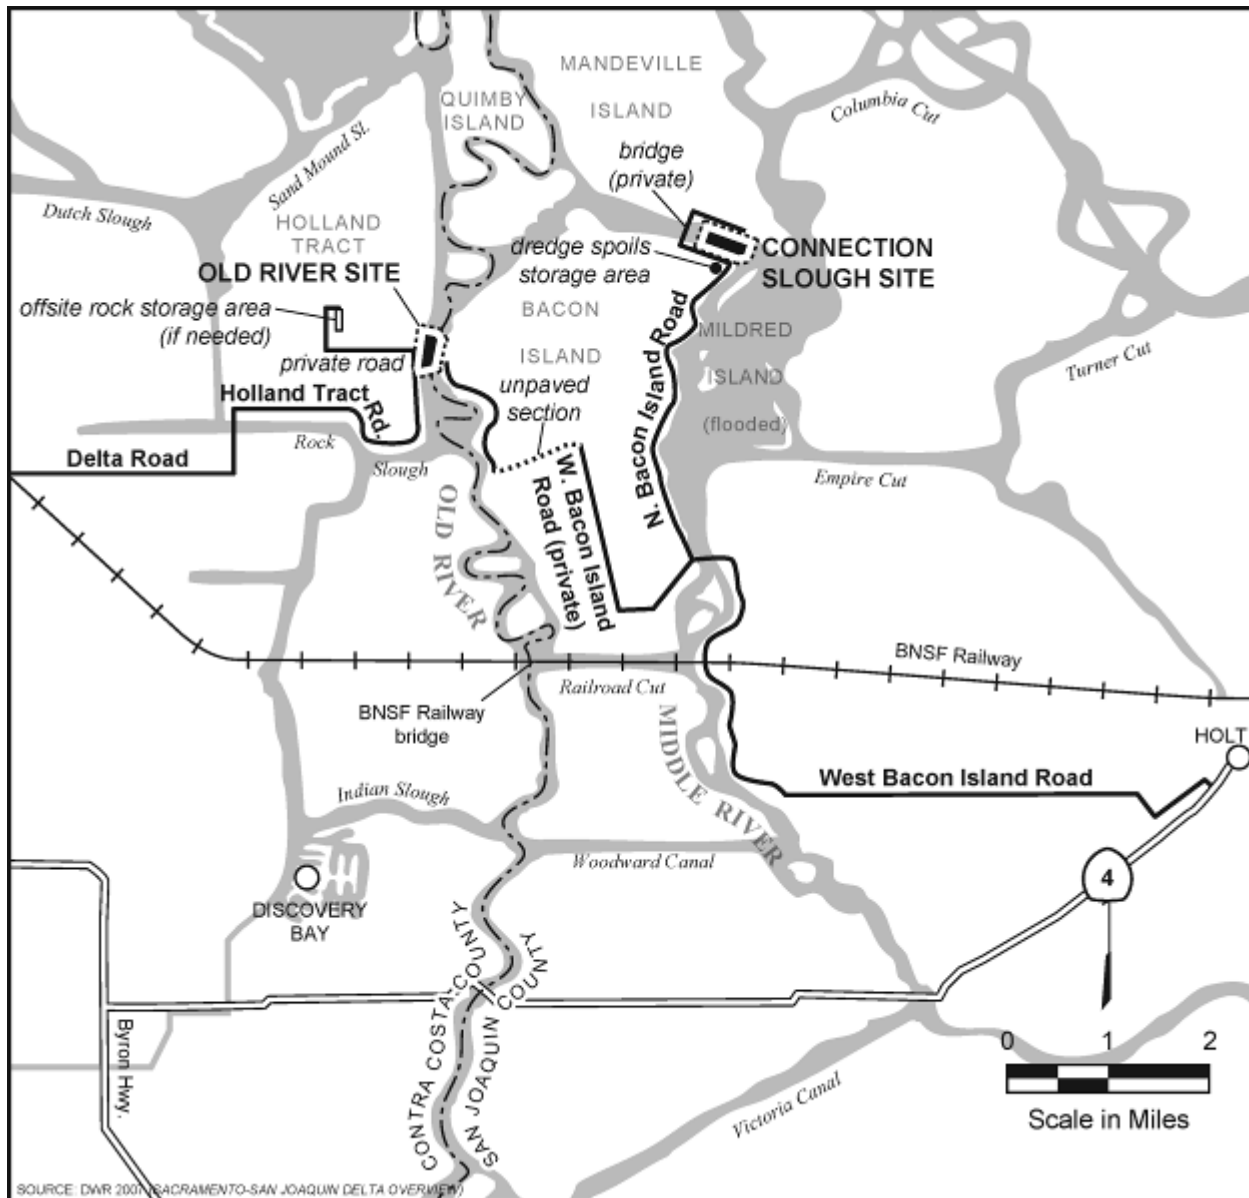 MANDEVILLE
ISLAND
QUIMBY
ISLAND
Columbia Cut
bridge
(private)
Sand Mound Sl.
Dutch Slough
HOLLAND
TRACT
OLD RIVER SITE
dredge spoils
storage area
CONNECTION
SLOUGH SITE
offsite rock storage area
(if needed)
BACON
ISLAND
MILDRED
ISLAND
(flooded)
private road
Turner Cut
unpaved
section
Holland Tract
Rd.
N. Bacon Island Road
Rock
Slough
Delta Road
Empire Cut
W. Bacon Island
Road (private)
OLD
RIVER
BNSF Railway
Railroad Cut
BNSF Railway
bridge
MIDDLE RIVER
HOLT
West Bacon Island Road
Indian Slough
Woodward Canal
4
DISCOVERY
BAY
CONTRA COSTA COUNTY
SAN JOAQUIN COUNTY
Byron Hwy.
Victoria Canal
0 1 2
Scale in Miles
SOURCE: DWR 2007 (SACRAMENTO-SAN JOAQUIN DELTA OVERVIEW)